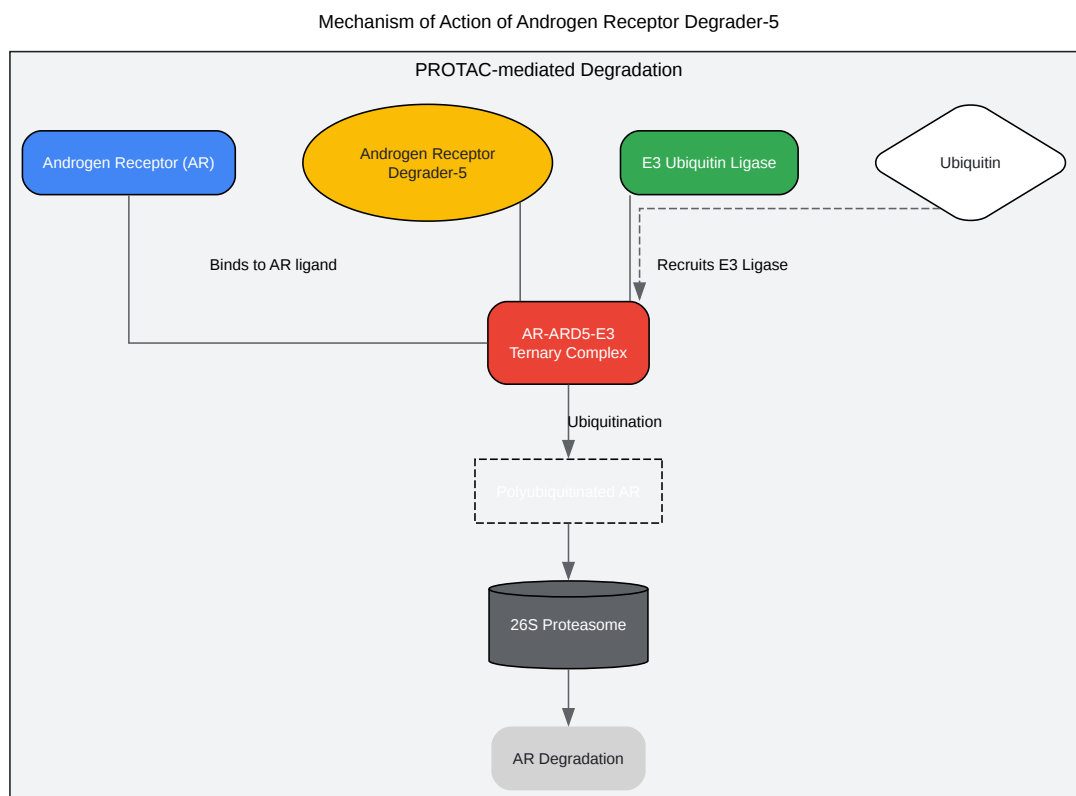 Mechanism of Action of Androgen Receptor Degrader-5
PROTAC-mediated Degradation
Androgen Receptor (AR)
Androgen Receptor
Degrader-5
E3 Ubiquitin Ligase
Ubiquitin
Binds to AR ligand
Recruits E3 Ligase
AR-ARD5-E3
Ternary Complex
Ubiquitination
Polyubiquitinated AR
26S Proteasome
AR Degradation